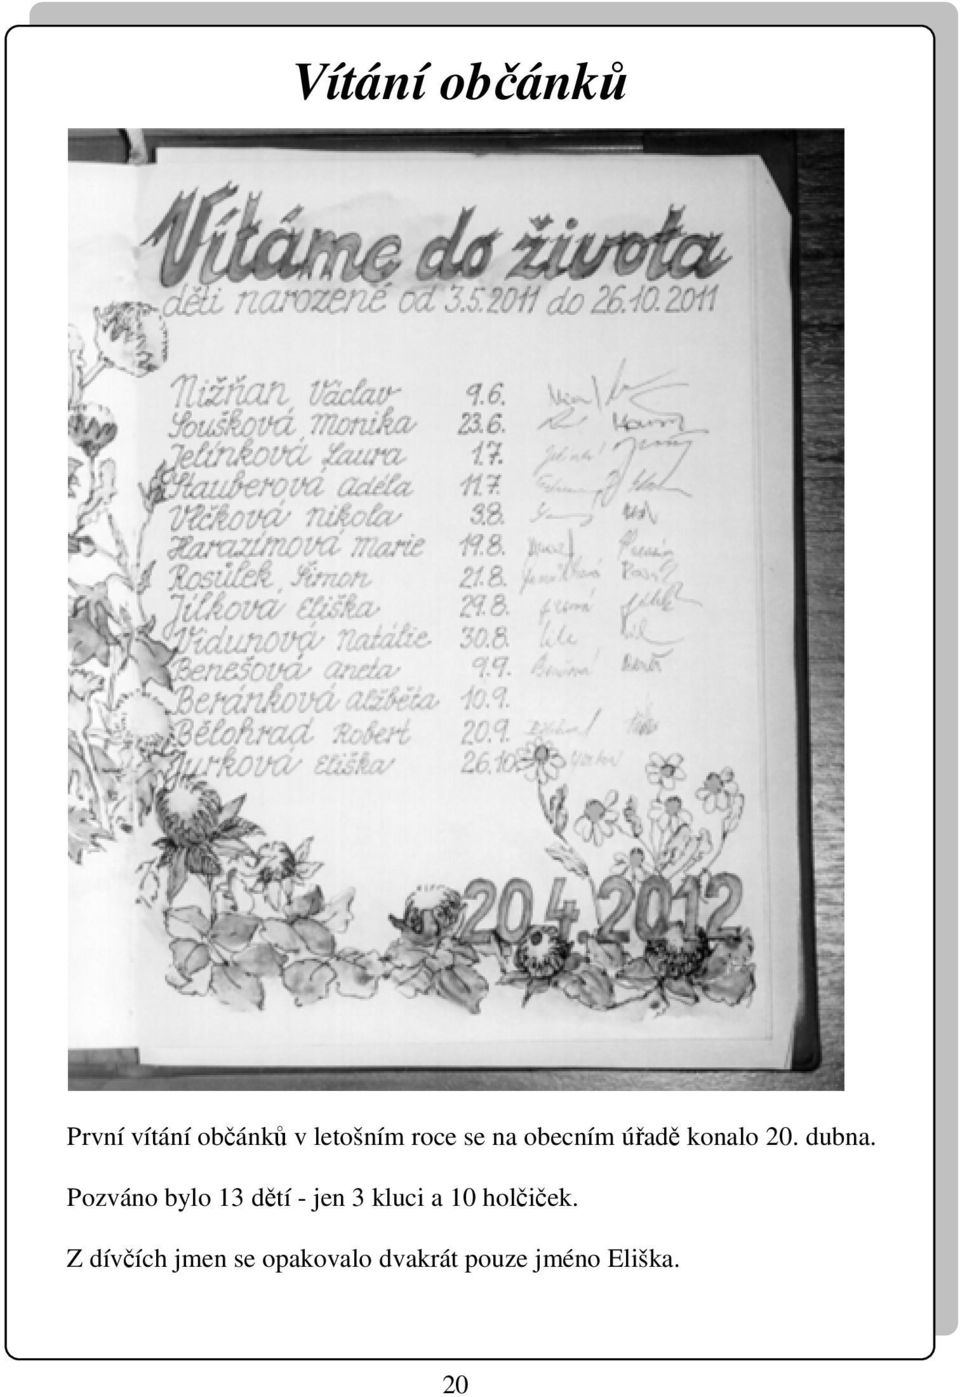 Vítání občánků
Vítáme do života
děti narozené od 3.5.2011 do 26.10.2011
Nižňan Václav 9.6.
Soušková Monika 23.6.
Jelínková Laura 1.7.
Stauberová Adéla 11.7.
Vlčková Nikola 3.8.
Harazímová Marie 19.8.
Rosůlek Šimon 21.8.
Jílková Eliška 29.8.
Vidunová Natálie 30.8.
Benešová Aneta 9.9.
Beránková Alžběta 10.9.
Bělohrad Robert 20.9.
Jurková Eliška 26.10.
20.4.2012
První vítání občánků v letošním roce se na obecním úřadě konalo 20. dubna.
Pozváno bylo 13 dětí - jen 3 kluci a 10 holčiček.
Z dívčích jmen se opakovalo dvakrát pouze jméno Eliška.
20